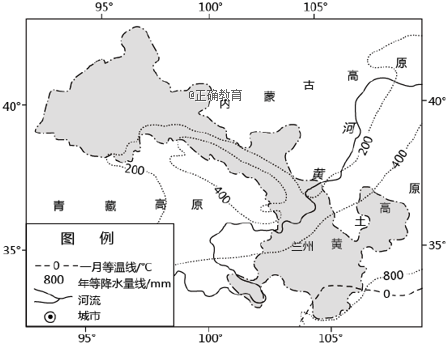 95° 100° 105°
@正确教育
内 蒙 古 高 原
40° 40°
河
200
黄
400
200
400
青 藏 高 原
高 原
土
兰州 黄
35° 35°
图 例
0 一月等温线/℃
800 年等降水量线/mm
河流
城市
800
0
95° 100° 105°